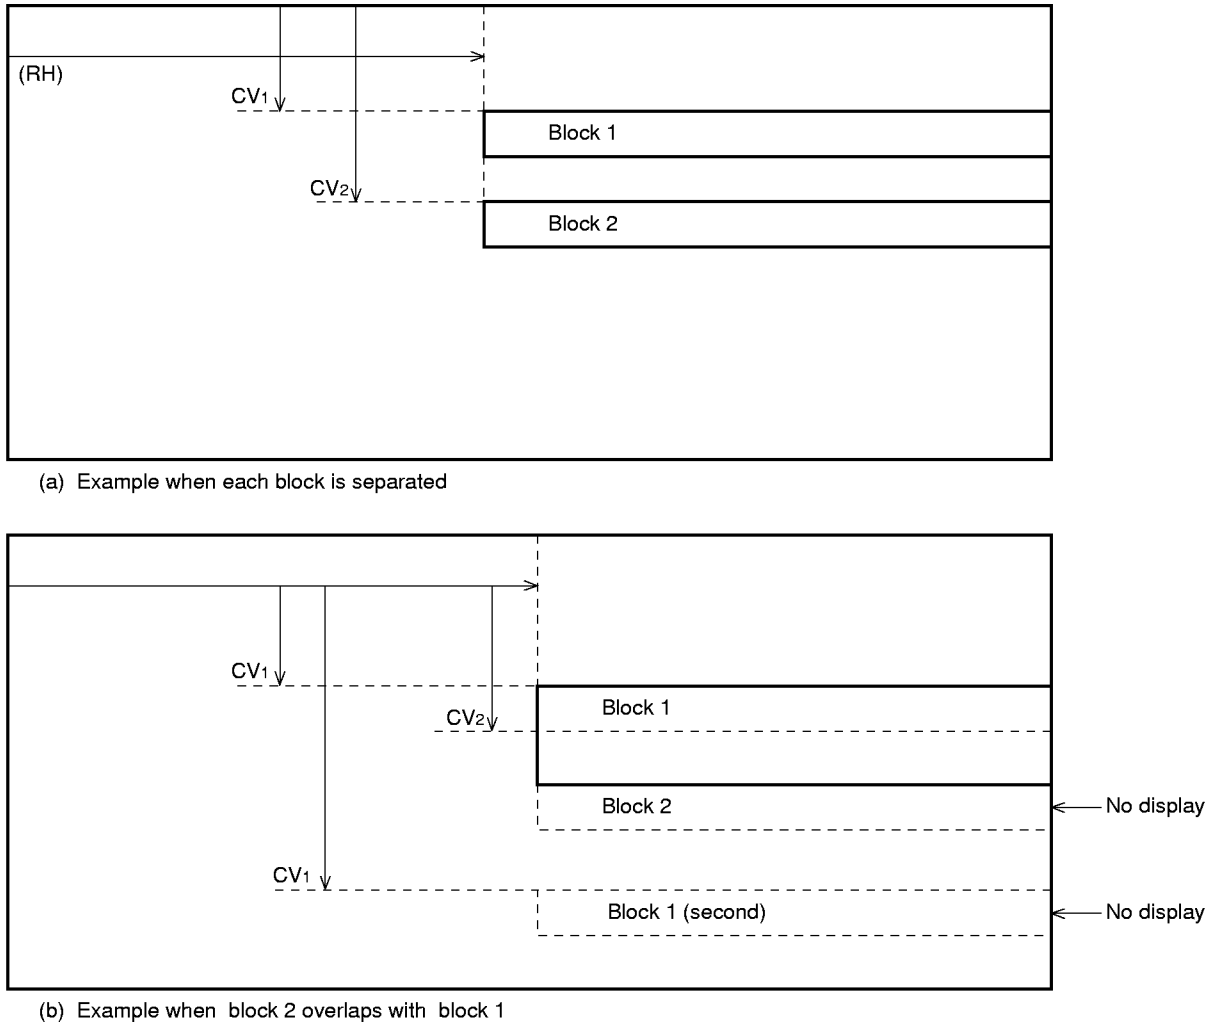 (RH)
CV1
Block 1
CV2
Block 2
(a) Example when each block is separated
CV1
Block 1
CV2
Block 2
No display
CV1
Block 1 (second)
No display
(b) Example when block 2 overlaps with block 1